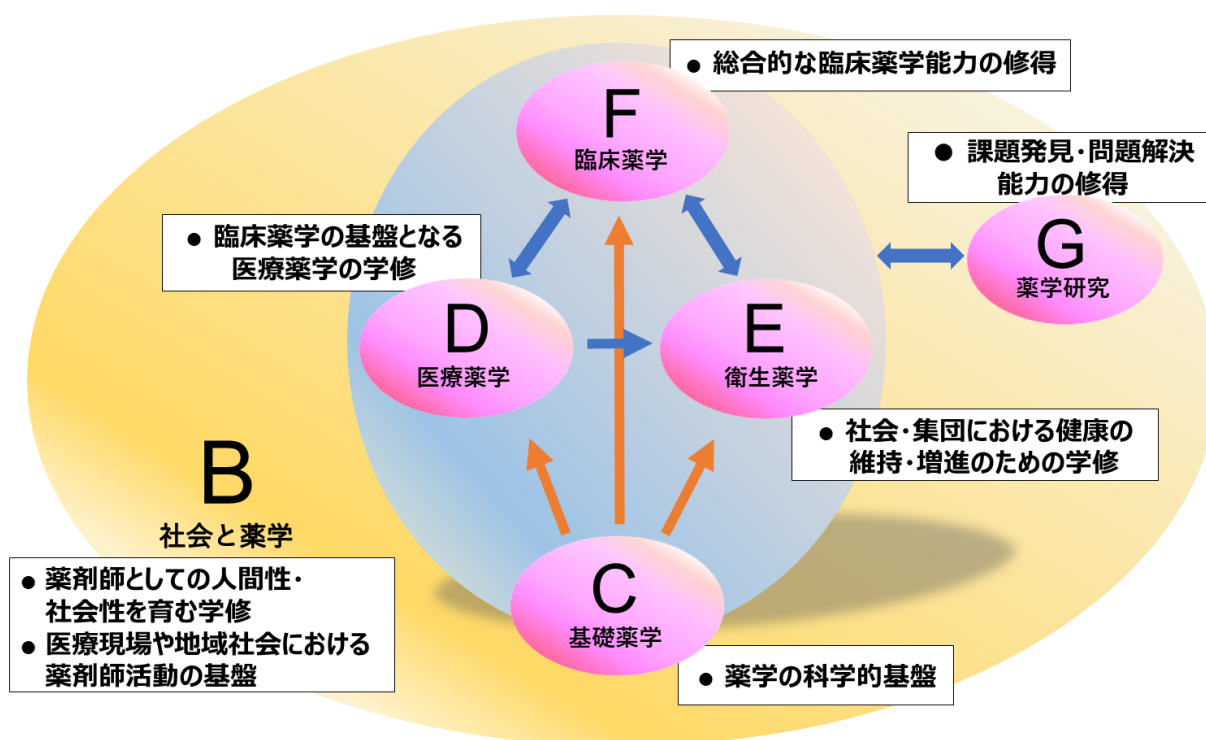 ● 総合的な臨床薬学能力の修得
F
臨床薬学
● 課題発見・問題解決
能力の修得
G
薬学研究
● 臨床薬学の基盤となる
医療薬学の学修
D
医療薬学
E
衛生薬学
● 社会・集団における健康の
維持・増進のための学修
B
社会と薬学
● 薬剤師としての人間性・
社会性を育む学修
● 医療現場や地域社会における
薬剤師活動の基盤
C
基礎薬学
● 薬学の科学的基盤